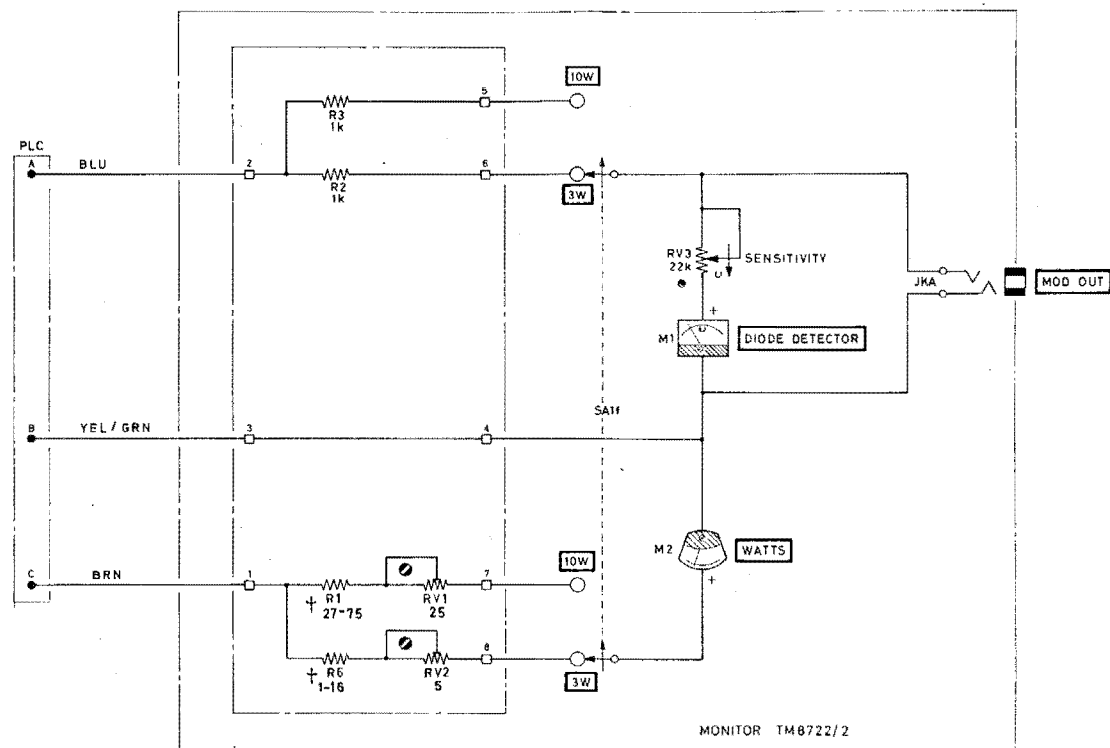 10W
5
R3
1k
PLC
A
BLU
2
6
R2
1k
3W
RV3
22k
SENSITIVITY
JKA
MOD OUT
+
M1
DIODE DETECTOR
SA1f
B
YEL / GRN
3
4
M2
WATTS
+
10W
C
BRN
1
7
R1
† 27-75
RV1
25
8
R6
† 1-16
RV2
5
3W
MONITOR TM8722/2